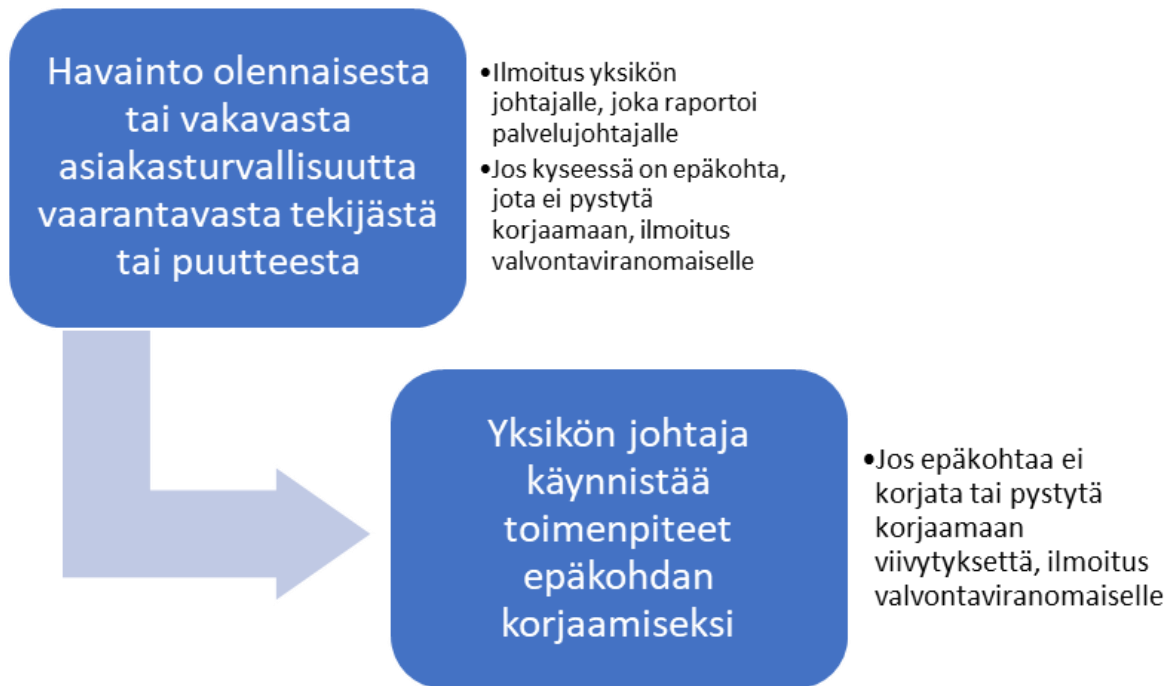 Havainto olennaisesta
tai vakavasta
asiakasturvallisuutta
vaarantavasta tekijästä
tai puutteesta
•Ilmoitus yksikön
johtajalle, joka raportoi
palvelujohtajalle
•Jos kyseessä on epäkohta,
jota ei pystytä
korjaamaan, ilmoitus
valvontaviranomaiselle
Yksikön johtaja
käynnistää
toimenpiteet
epäkohdan
korjaamiseksi
•Jos epäkohtaa ei
korjata tai pystytä
korjaamaan
viivytyksettä, ilmoitus
valvontaviranomaiselle